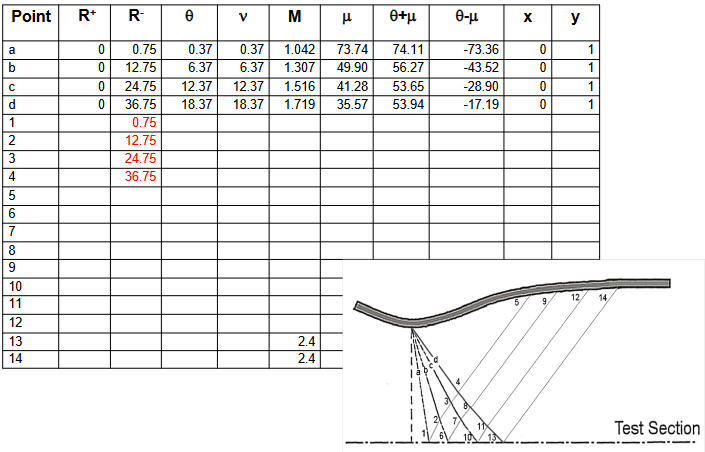 Point R+ R- θ ν M μ θ+μ θ-μ x y
a 0 0.75 0.37 0.37 1.042 73.74 74.11 -73.36 0 1
b 0 12.75 6.37 6.37 1.307 49.90 56.27 -43.52 0 1
c 0 24.75 12.37 12.37 1.516 41.28 53.65 -28.90 0 1
d 0 36.75 18.37 18.37 1.719 35.57 53.94 -17.19 0 1
1 0.75
2 12.75
3 24.75
4 36.75
5
6
7
8
9
10
11
12
13 2.4
14 2.4
5 9 12 14
d
c
a b
4
3 8
2 7 11
1 6 10 13
Test Section